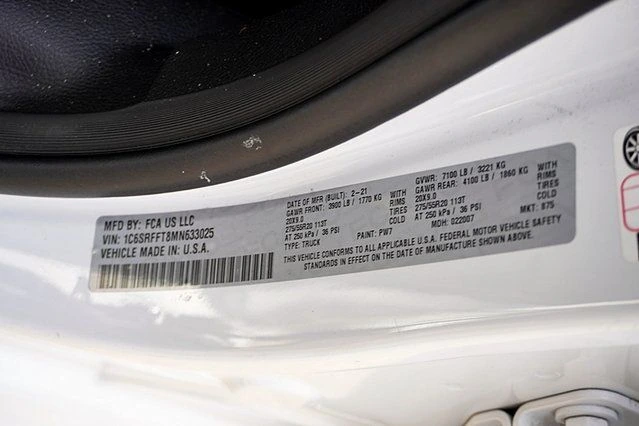 MFD BY: FCA US LLC
VIN: 1C6SRFFT8MN633025
VEHICLE MADE IN U.S.A.
DATE OF MFR (BUILT): 2-21
GAWR FRONT: 3900 LB / 1770 KG WITH
20X9.0 RIMS
275/55R20 113T TIRES
AT 250 kPa / 36 PSI COLD
TYPE: TRUCK PAINT: PW7
GVWR: 7100 LB / 3221 KG
GAWR REAR: 4100 LB / 1860 KG WITH
20X9.0 RIMS
275/55R20 113T TIRES
AT 250 kPa / 36 PSI COLD
MDH: 022007 MKT: 875
THIS VEHICLE CONFORMS TO ALL APPLICABLE U.S.A. FEDERAL MOTOR VEHICLE SAFETY
STANDARDS IN EFFECT ON THE DATE OF MANUFACTURE SHOWN ABOVE.